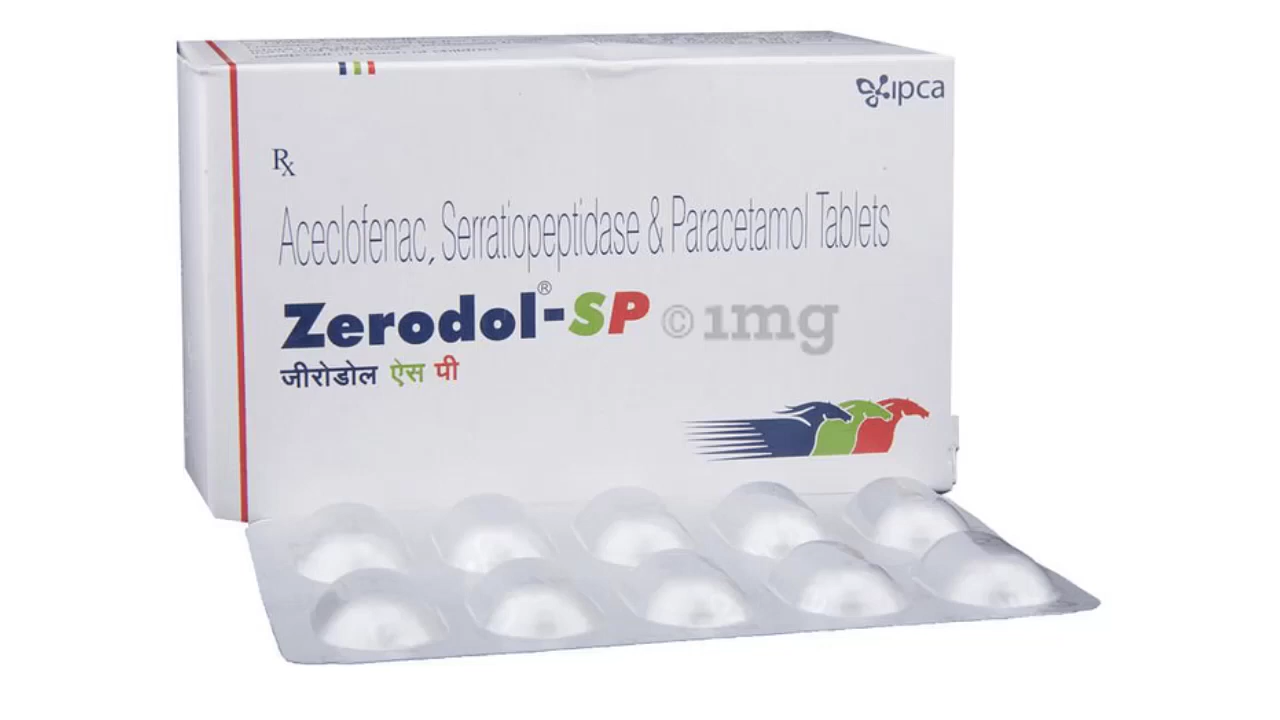 ipca
Rx
Aceclofenac, Serratiopeptidase & Paracetamol Tablets
Zerodol®-SP
©1mg
जीरोडोल ऐस पी